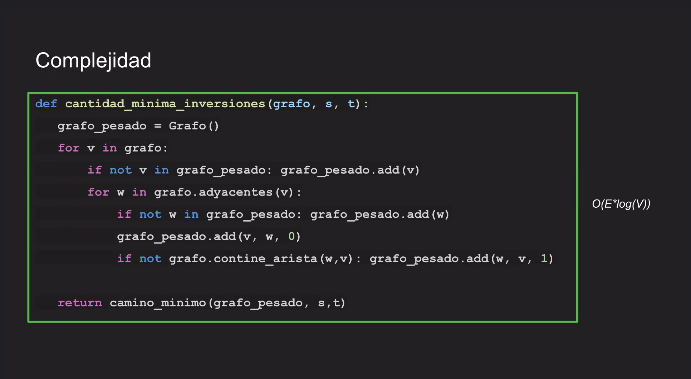 Complejidad
def cantidad_minima_inversiones(grafo, s, t):
grafo_pesado = Grafo()
for v in grafo:
if not v in grafo_pesado: grafo_pesado.add(v)
for w in grafo.adyacentes(v):
if not w in grafo_pesado: grafo_pesado.add(w)
grafo_pesado.add(v, w, 0)
if not grafo.contine_arista(w,v): grafo_pesado.add(w, v, 1)
return camino_minimo(grafo_pesado, s,t)
O(E*log(V))